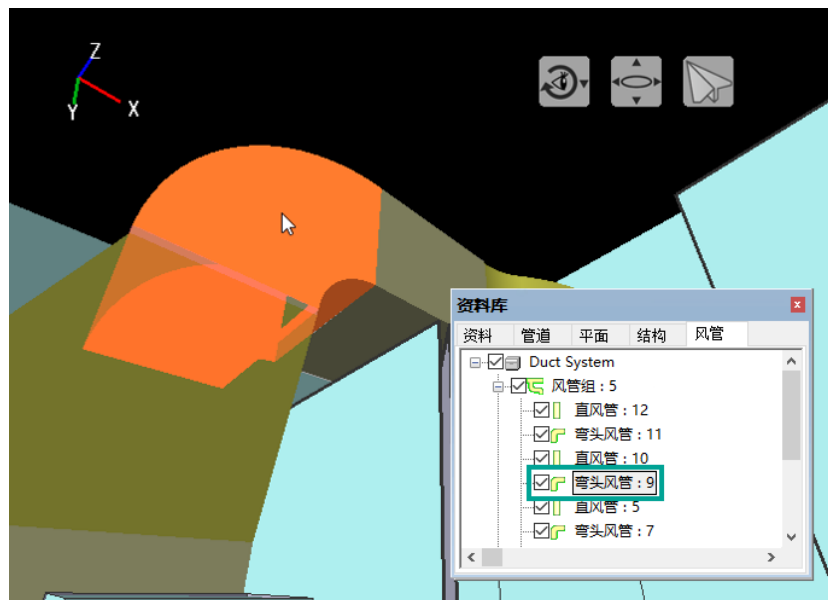 Z
Y
X
资料库
资料 管道 平面 结构 风管
Duct System
风管组 : 5
直风管 : 12
弯头风管 : 11
直风管 : 10
弯头风管 : 9
直风管 : 5
弯头风管 : 7